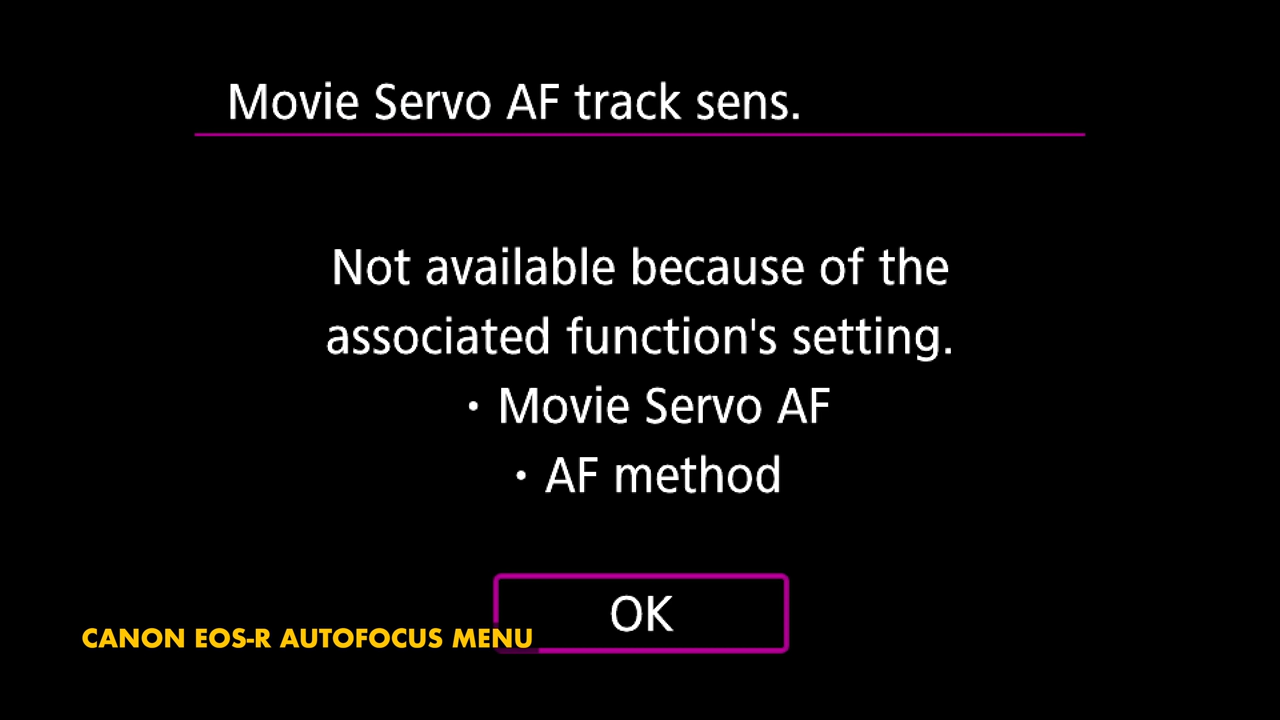 Movie Servo AF track sens.
Not available because of the
associated function's setting.
• Movie Servo AF
• AF method
OK
CANON EOS-R AUTOFOCUS MENU